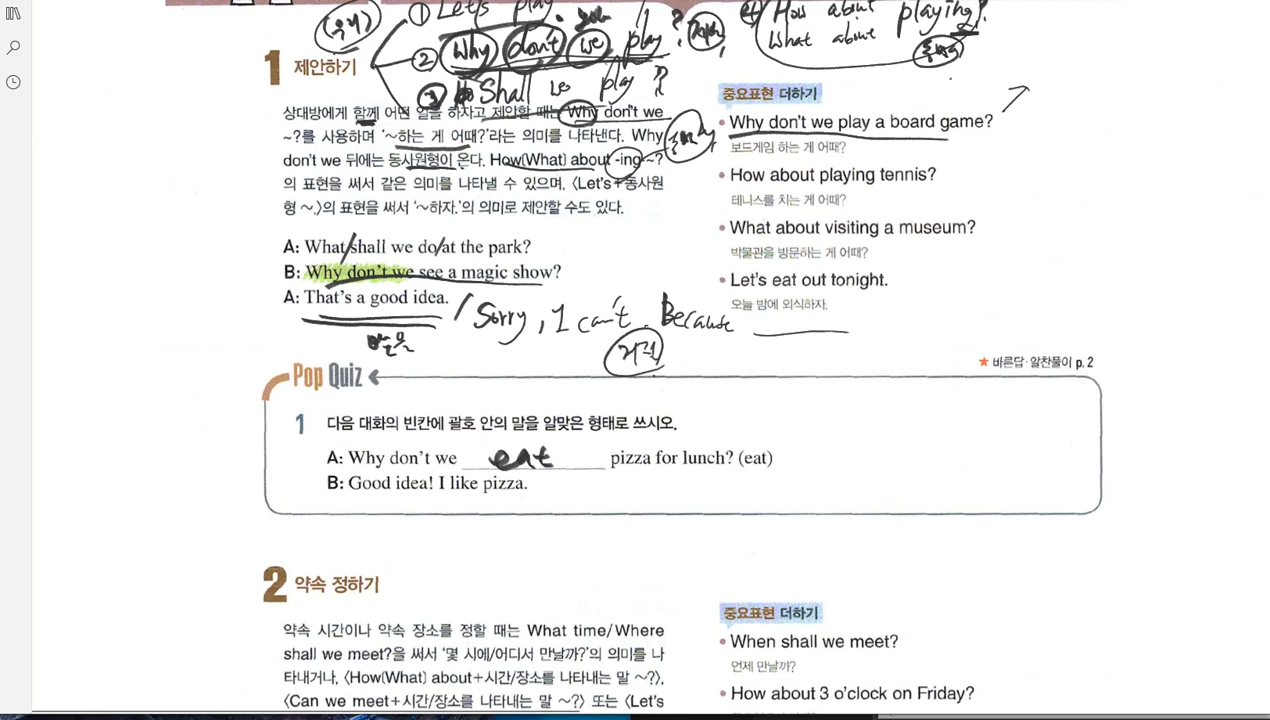 ① Let's play
② Why don't we play ?
③ Shall we play ?
How about playing?
What about
1 제안하기
상대방에게 함께 어떤 일을 하자고 제안할 때는 Why don't we
~?를 사용하며 '~하는 게 어때?'라는 의미를 나타낸다. Why
don't we 뒤에는 동사원형이 온다. How(What) about -ing ~?
의 표현을 써서 같은 의미를 나타낼 수 있으며, 〈Let's+동사원
형 ~.〉의 표현을 써서 '~하자.'의 의미로 제안할 수도 있다.
A: What/shall we do/at the park?
B: Why don't we see a magic show?
A: That's a good idea. / Sorry, I can't. Because
거절
중요표현 더하기
• Why don't we play a board game?
보드게임 하는 게 어때?
• How about playing tennis?
테니스를 치는 게 어때?
• What about visiting a museum?
박물관을 방문하는 게 어때?
• Let's eat out tonight.
오늘 밤에 외식하자.
★ 바른답·알찬풀이 p. 2
Pop Quiz
1 다음 대화의 빈칸에 괄호 안의 말을 알맞은 형태로 쓰시오.
A: Why don't we eat pizza for lunch? (eat)
B: Good idea! I like pizza.
2 약속 정하기
약속 시간이나 약속 장소를 정할 때는 What time/Where
shall we meet?을 써서 '몇 시에/어디서 만날까?'의 의미를 나
타내거나, 〈How(What) about+시간/장소를 나타내는 말 ~?〉,
〈Can we meet+시간/장소를 나타내는 말 ~?〉 또는 〈Let's
중요표현 더하기
• When shall we meet?
언제 만날까?
• How about 3 o'clock on Friday?